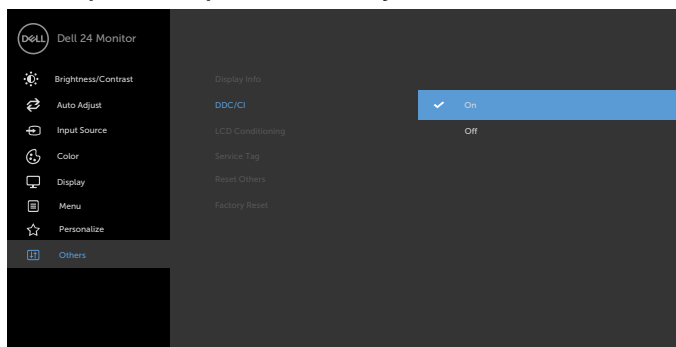 DELL
Dell 24 Monitor
Brightness/Contrast
Auto Adjust
Input Source
Color
Display
Menu
Personalize
Others
Display Info
DDC/CI
LCD Conditioning
Service Tag
Reset Others
Factory Reset
On
Off